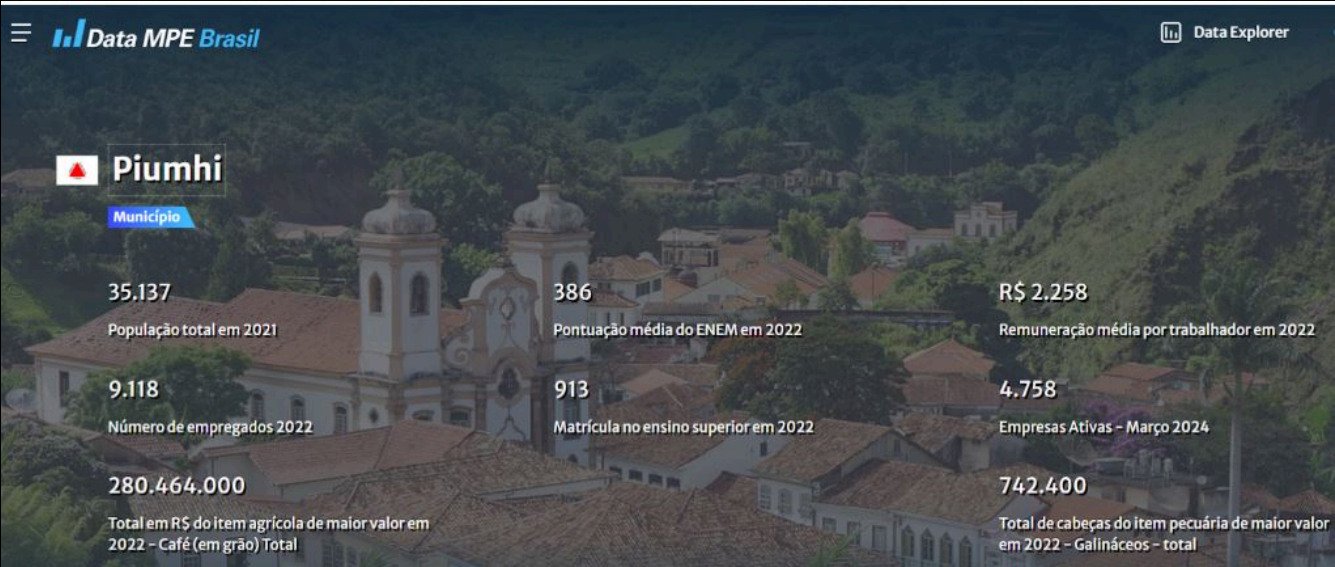 Data MPE Brasil
Data Explorer
Piumhi
Município
35.137
População total em 2021
386
Pontuação média do ENEM em 2022
R$ 2.258
Remuneração média por trabalhador em 2022
9.118
Número de empregados 2022
913
Matrícula no ensino superior em 2022
4.758
Empresas Ativas - Março 2024
280.464.000
Total em R$ do item agrícola de maior valor em
2022 - Café (em grão) Total
742.400
Total de cabeças do item pecuária de maior valor
em 2022 - Galináceos - total